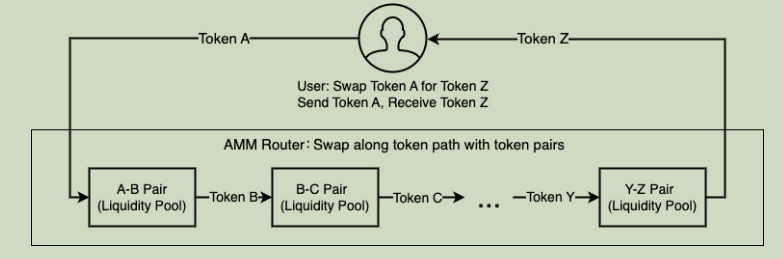 Token A
Token Z
User: Swap Token A for Token Z
Send Token A, Receive Token Z
AMM Router: Swap along token path with token pairs
A-B Pair
(Liquidity Pool)
Token B
B-C Pair
(Liquidity Pool)
Token C
...
Token Y
Y-Z Pair
(Liquidity Pool)